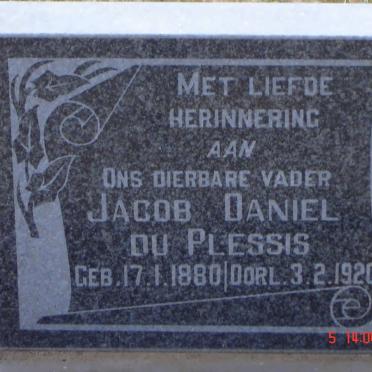 MET LIEFDE
HERINNERING
AAN
ONS DIERBARE VADER
JACOB DANIEL
DU PLESSIS
GEB. 17.1.1880 OORL. 3.2.1920
5 14:0